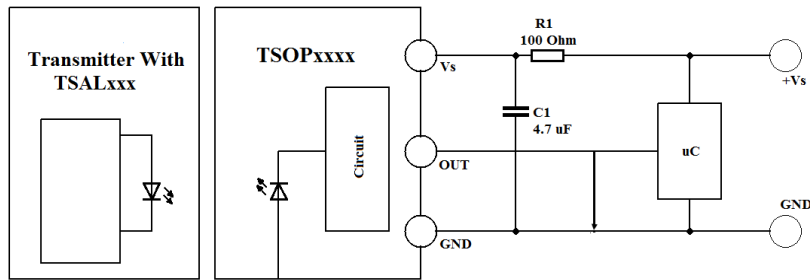 Transmitter With
TSALxxx
TSOPxxxx
Circuit
Vs
OUT
GND
R1
100 Ohm
C1
4.7 uF
uC
+Vs
GND